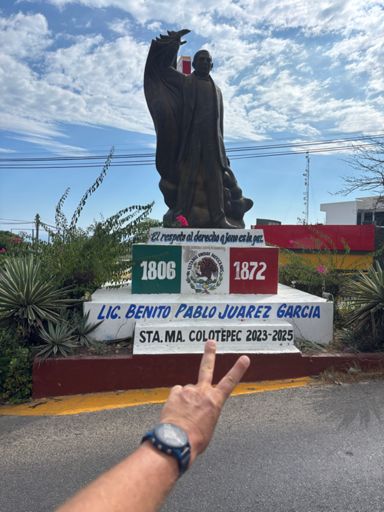 El respeto al derecho ajeno es la paz.
1806 1872
LIC. BENITO PABLO JUAREZ GARCIA
STA. MA. COLOTEPEC 2023-2025